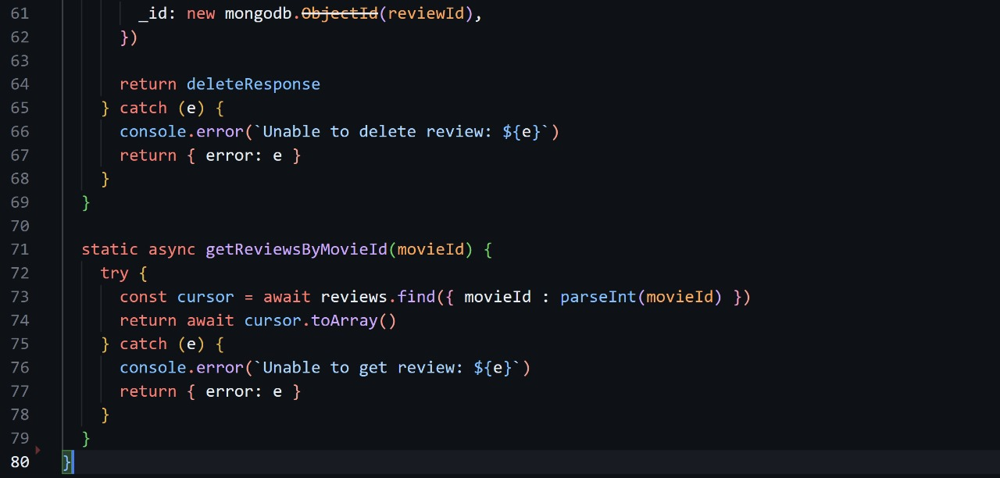 61 _id: new mongodb.ObjectId(reviewId),
62 })
63
64 return deleteResponse
65 } catch (e) {
66 console.error(`Unable to delete review: ${e}`)
67 return { error: e }
68 }
69 }
70
71 static async getReviewsByMovieId(movieId) {
72 try {
73 const cursor = await reviews.find({ movieId : parseInt(movieId) })
74 return await cursor.toArray()
75 } catch (e) {
76 console.error(`Unable to get review: ${e}`)
77 return { error: e }
78 }
79 }
80 }